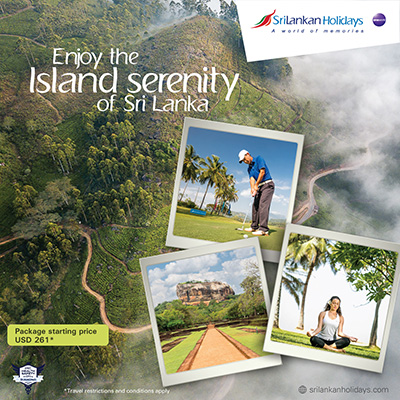 SriLankan Holidays
A world of memories
Enjoy the
Island serenity
of Sri Lanka
Package starting price
USD 261*
*Travel restrictions and conditions apply
srilankanholidays.com